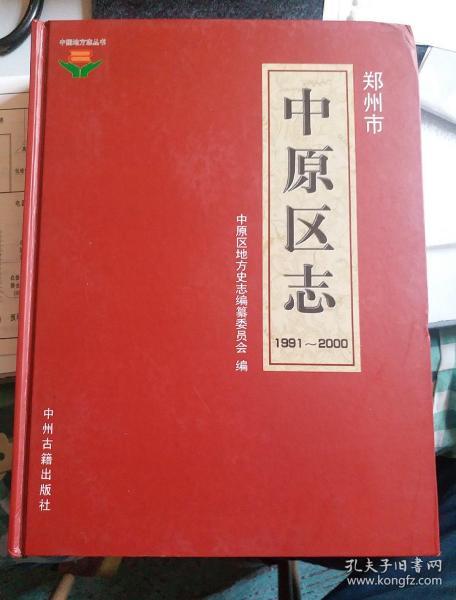 中国地方志丛书
郑州市
中原区志
1991～2000
中原区地方史志编纂委员会 编
中州古籍出版社
孔夫子旧书网
www.kongfz.com